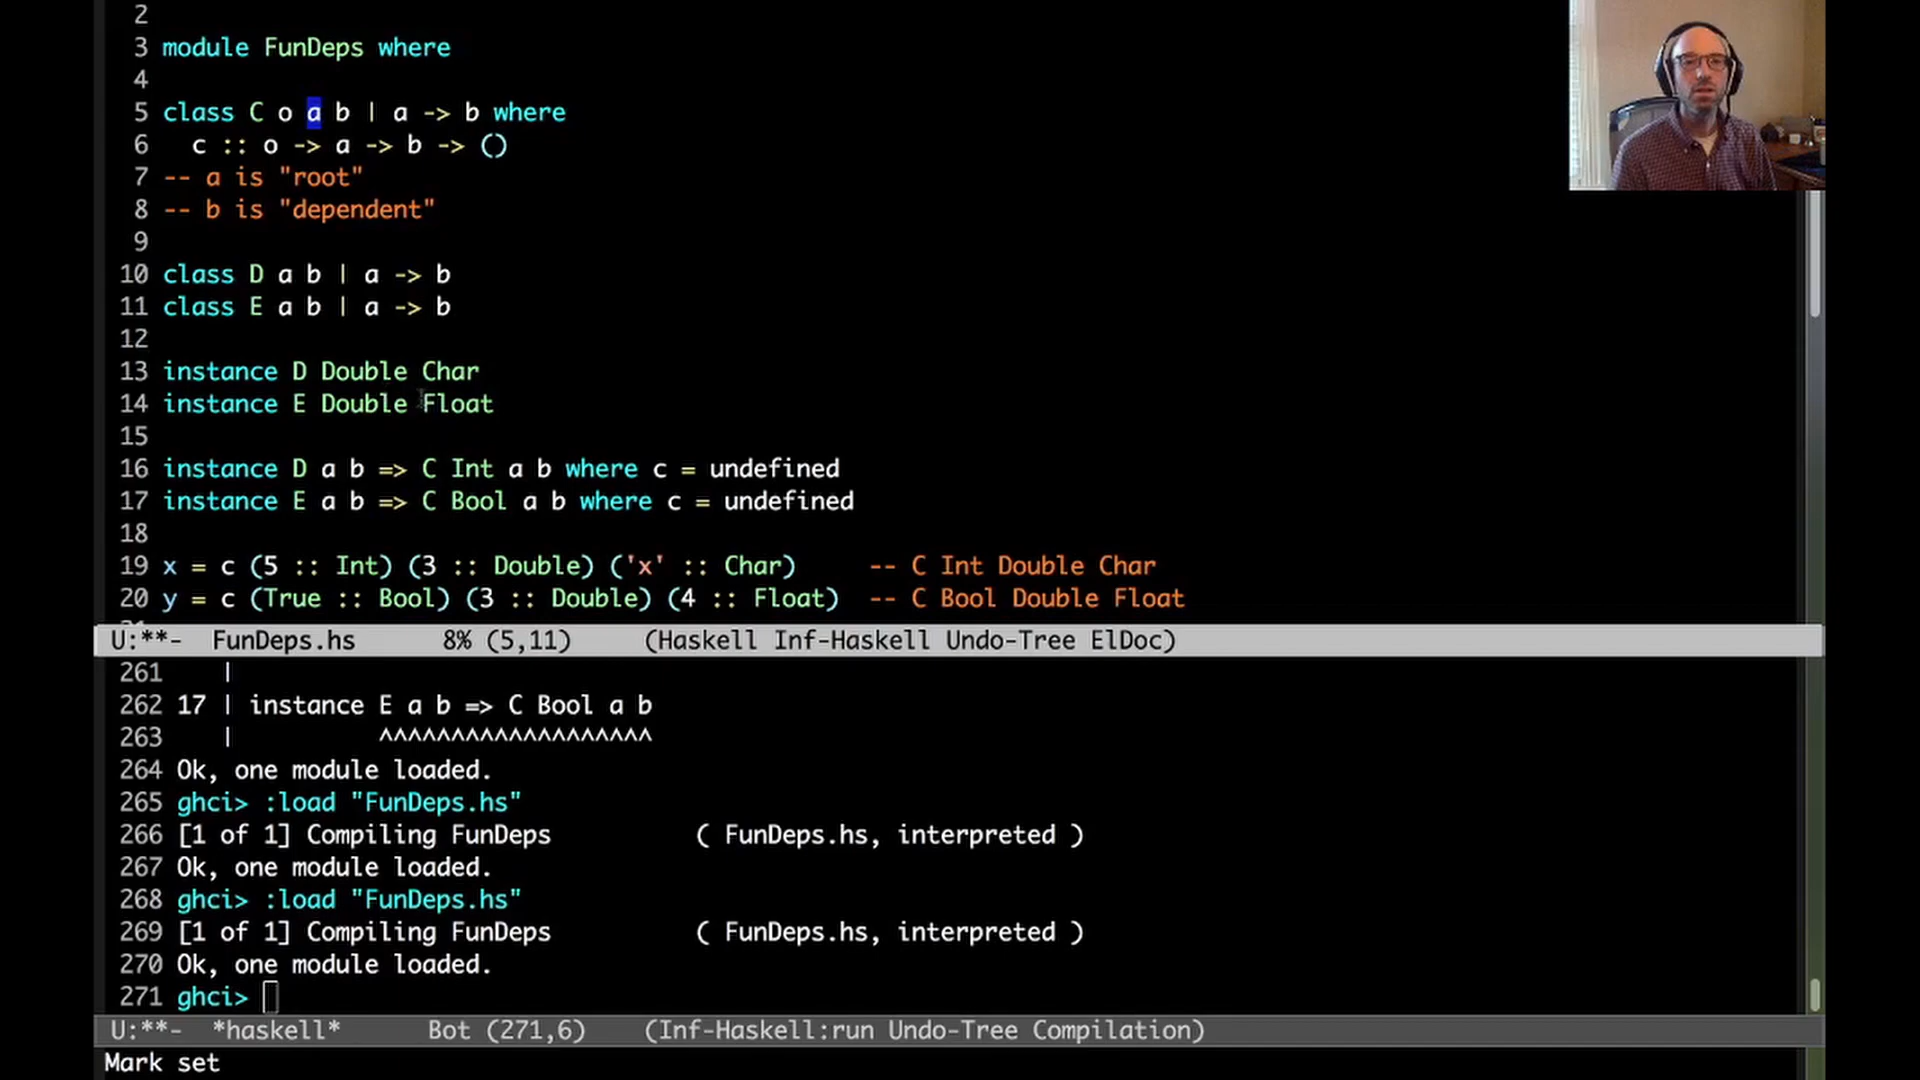 2
3 module FunDeps where
4
5 class C o a b | a -> b where
6   c :: o -> a -> b -> ()
7 -- a is "root"
8 -- b is "dependent"
9
10 class D a b | a -> b
11 class E a b | a -> b
12
13 instance D Double Char
14 instance E Double Float
15
16 instance D a b => C Int a b where c = undefined
17 instance E a b => C Bool a b where c = undefined
18
19 x = c (5 :: Int) (3 :: Double) ('x' :: Char)     -- C Int Double Char
20 y = c (True :: Bool) (3 :: Double) (4 :: Float)  -- C Bool Double Float
U:**-  FunDeps.hs      8% (5,11)     (Haskell Inf-Haskell Undo-Tree ElDoc)
261    |
262 17 | instance E a b => C Bool a b
263    |          ^^^^^^^^^^^^^^^^^^^
264 Ok, one module loaded.
265 ghci> :load "FunDeps.hs"
266 [1 of 1] Compiling FunDeps          ( FunDeps.hs, interpreted )
267 Ok, one module loaded.
268 ghci> :load "FunDeps.hs"
269 [1 of 1] Compiling FunDeps          ( FunDeps.hs, interpreted )
270 Ok, one module loaded.
271 ghci>
U:**-  *haskell*      Bot (271,6)    (Inf-Haskell:run Undo-Tree Compilation)
Mark set